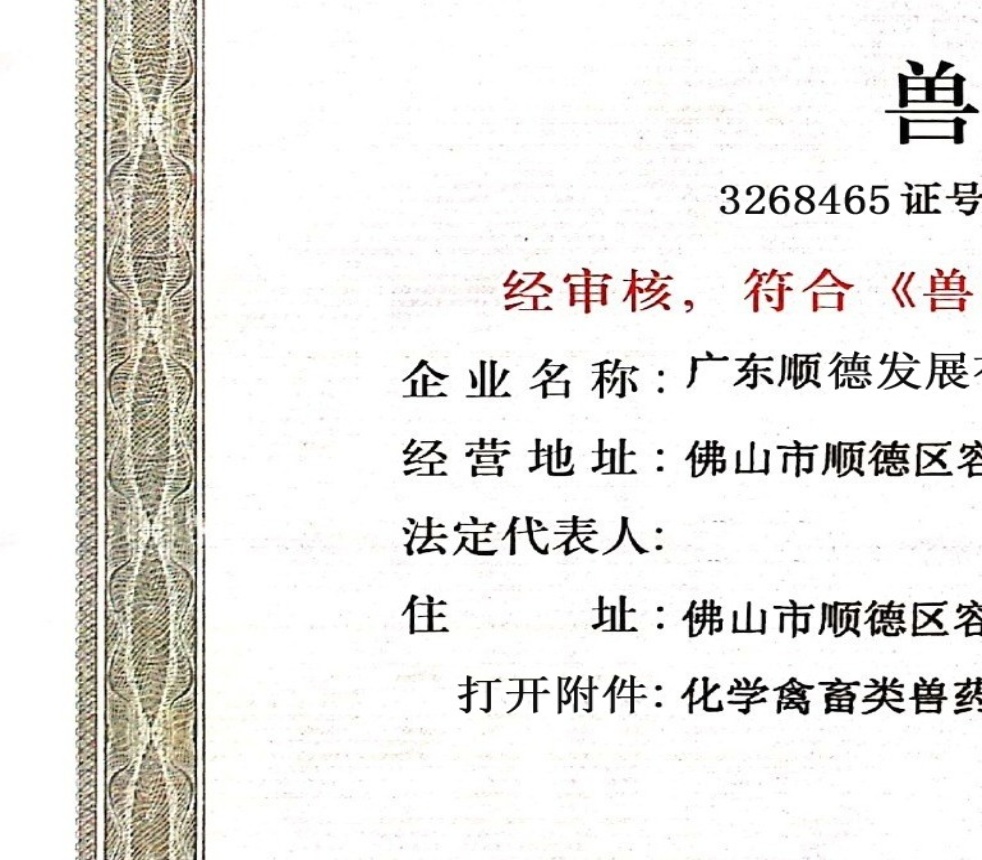 兽
3268465 证号
经审核，符合《兽
企业名称：广东顺德发展
经营地址：佛山市顺德区容
法定代表人：
住 址：佛山市顺德区容
打开附件：化学禽畜类兽药